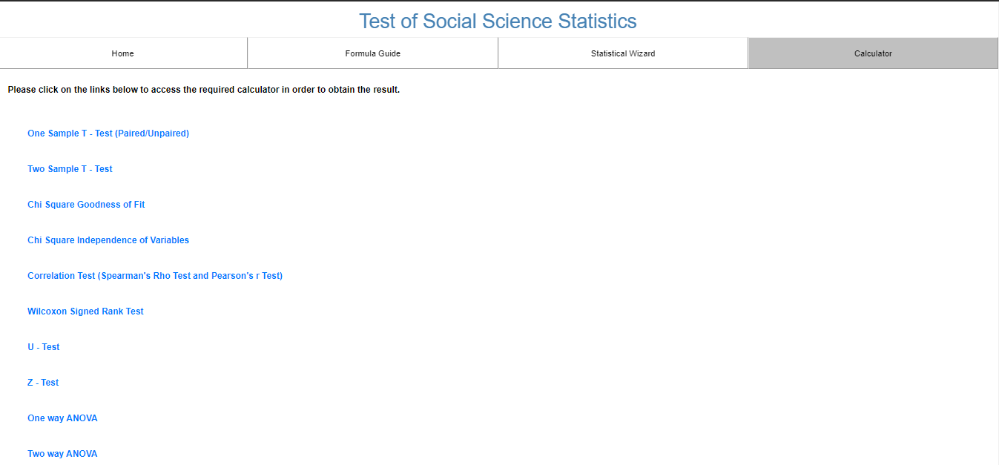 Test of Social Science Statistics
Home
Formula Guide
Statistical Wizard
Calculator
Please click on the links below to access the required calculator in order to obtain the result.
One Sample T - Test (Paired/Unpaired)
Two Sample T - Test
Chi Square Goodness of Fit
Chi Square Independence of Variables
Correlation Test (Spearman's Rho Test and Pearson's r Test)
Wilcoxon Signed Rank Test
U - Test
Z - Test
One way ANOVA
Two way ANOVA